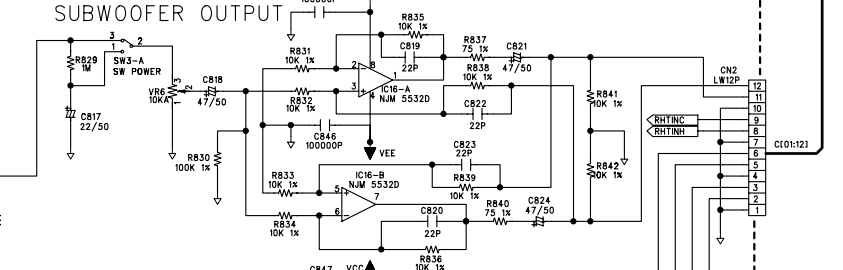 SUBWOOFER OUTPUT
R829
1M
3
1
2
SW3-A
SW POWER
C817
22/50
VR6
10KA
3
2
1
C818
47/50
R830
100K 1%
R831
10K 1%
R832
10K 1%
C846
100000P
R835
10K 1%
C819
22P
2
3
8
1
4
IC16-A
NJM 5532D
VEE
R837
75 1%
R838
10K 1%
C821
47/50
C822
22P
R833
10K 1%
R834
10K 1%
IC16-B
NJM 5532D
5
6
7
C823
22P
R839
10K 1%
C820
22P
R836
10K 1%
R840
75 1%
C824
47/50
C847
VCC
R841
10K 1%
R842
10K 1%
RHTINC
RHTINH
CN2
LW12P
12
11
10
9
8
7
6
5
4
3
2
1
C[01:12]